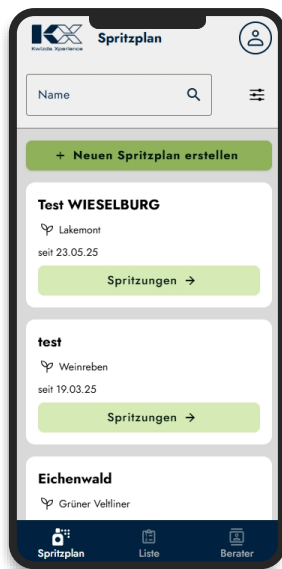 KX
Kwizda Xperience
Spritzplan
Name
+ Neuen Spritzplan erstellen
Test WIESELBURG
Lakemont
seit 23.05.25
Spritzungen →
test
Weinreben
seit 19.03.25
Spritzungen →
Eichenwald
Grüner Veltliner
Spritzplan
Liste
Berater